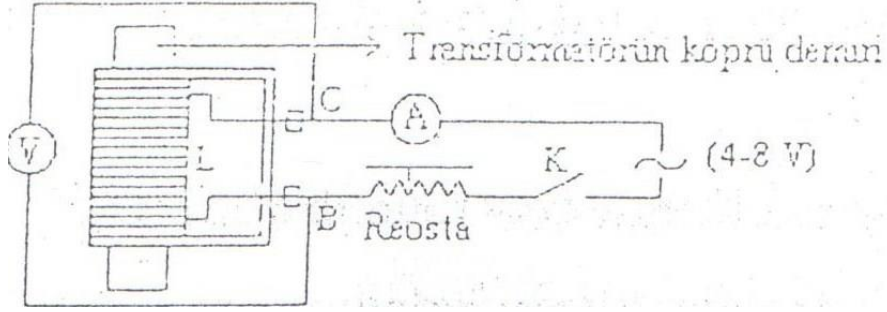 Transformatörün köprü demiri
C
A
V
L
K
(4-8 V)
B
Reosta